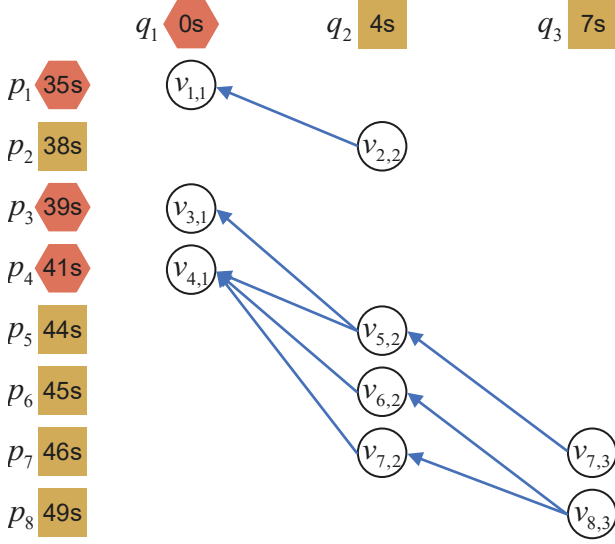 q1 0s q2 4s q3 7s
p1 35s v1,1
p2 38s v2,2
p3 39s v3,1
p4 41s v4,1
p5 44s v5,2
p6 45s v6,2
p7 46s v7,2 v7,3
p8 49s v8,3